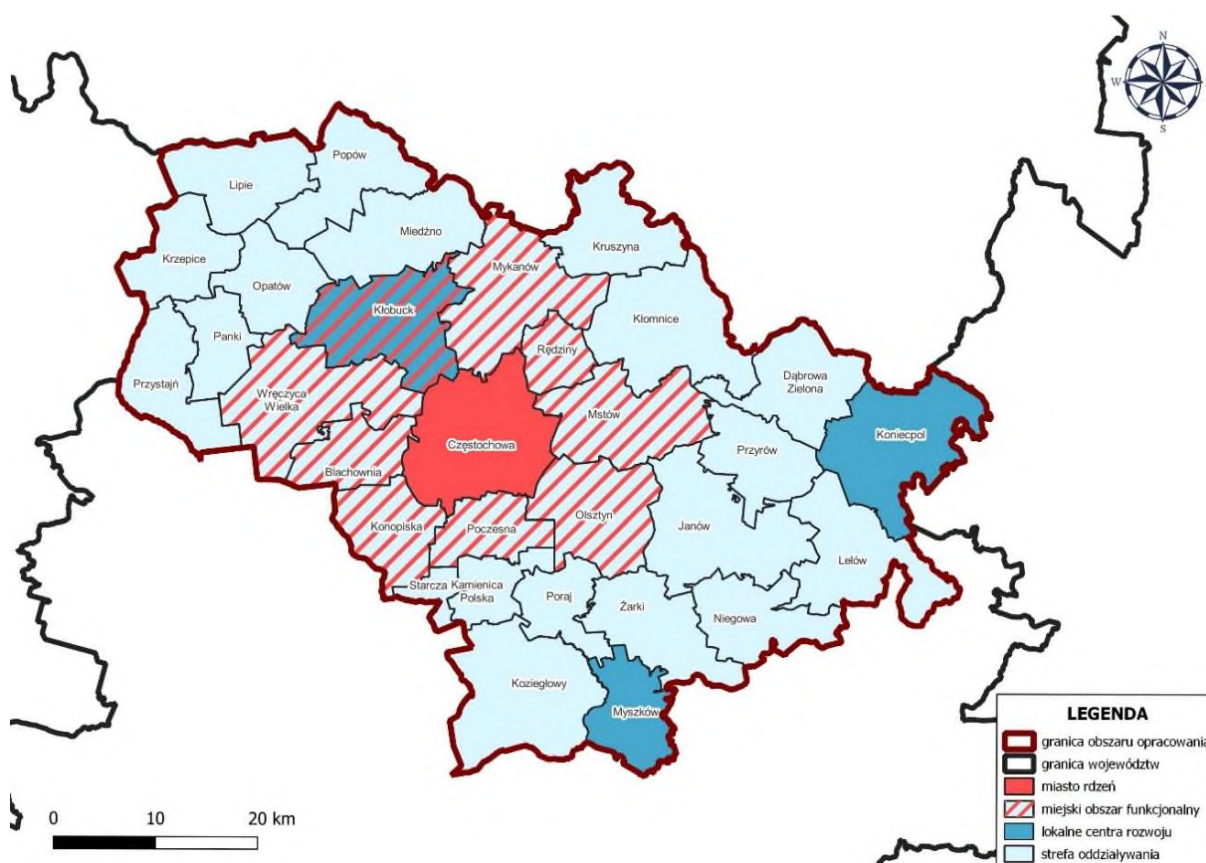 N
W
S
Popów
Lipie
Miedźno
Kruszyna
Krzepice
Mykanów
Opatów
Kłobuck
Kłomnice
Panki
Rędziny
Dąbrowa
Zielona
Przystajń
Wręczyca
Wielka
Mstów
Koniecpol
Częstochowa
Przyrów
Blachownia
Konopiska
Poczesna
Olsztyn
Janów
Lelów
Starcza
Kamienica
Polska
Poraj
Żarki
Niegowa
Koziegłowy
Myszków
LEGENDA
granica obszaru opracowania
granica województw
miasto rdzeń
miejski obszar funkcjonalny
lokalne centra rozwoju
strefa oddziaływania
0 10 20 km